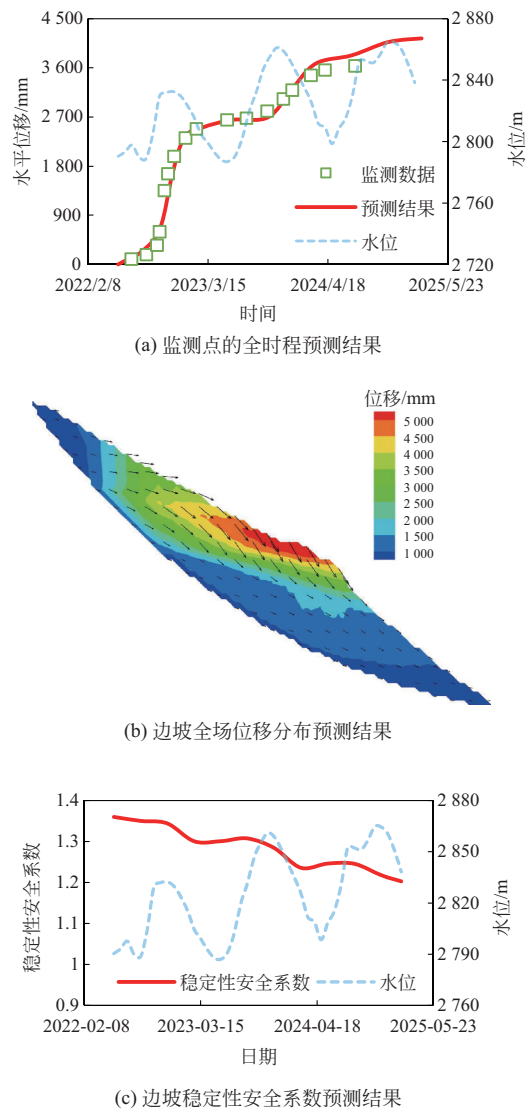 4 500
3 600
2 700
1 800
900
0
水平位移/mm
2 880
2 840
2 800
2 760
2 720
水位/m
监测数据
预测结果
水位
2022/2/8
2023/3/15
2024/4/18
2025/5/23
时间
(a) 监测点的全时程预测结果
位移/mm
5 000
4 500
4 000
3 500
3 000
2 500
2 000
1 500
1 000
(b) 边坡全场位移分布预测结果
1.4
1.3
1.2
1.1
1
0.9
稳定性安全系数
2 880
2 850
2 820
2 790
2 760
水位/m
稳定性安全系数
水位
2022-02-08
2023-03-15
2024-04-18
2025-05-23
日期
(c) 边坡稳定性安全系数预测结果